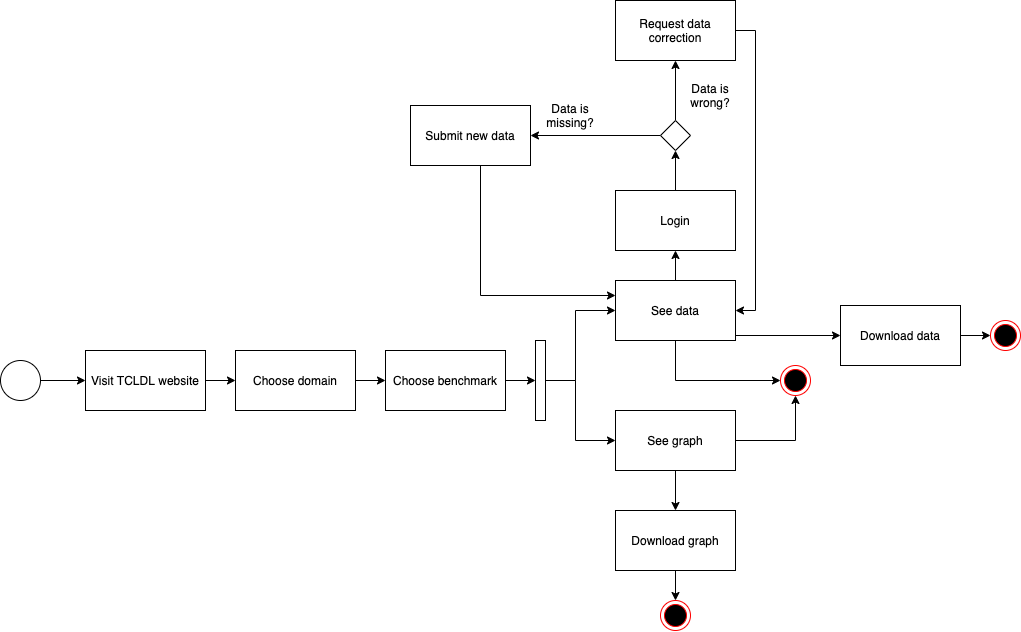 Request data
correction
Data is
wrong?
Data is
missing?
Submit new data
Login
See data
Download data
Visit TCLDL website
Choose domain
Choose benchmark
See graph
Download graph